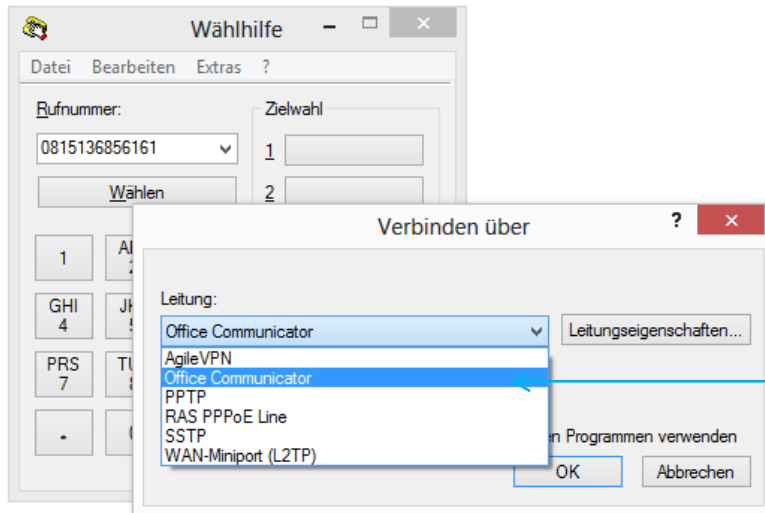 Wählhilfe
Datei Bearbeiten Extras ?
Rufnummer:
0815136856161
Wählen
Zielwahl
1
2
1
GHI
4
PRS
7
Verbinden über
?
Leitung:
Office Communicator
Leitungseigenschaften...
AgileVPN
Office Communicator
PPTP
RAS PPPoE Line
SSTP
WAN-Miniport (L2TP)
Programmen verwenden
OK Abbrechen